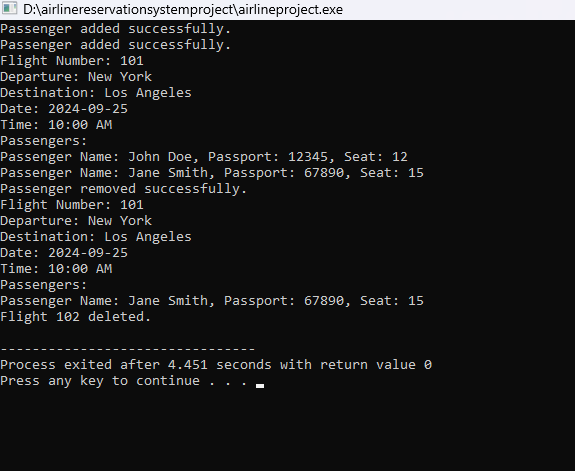 D:\airlinereservationsystemproject\airlineproject.exe
Passenger added successfully.
Passenger added successfully.
Flight Number: 101
Departure: New York
Destination: Los Angeles
Date: 2024-09-25
Time: 10:00 AM
Passengers:
Passenger Name: John Doe, Passport: 12345, Seat: 12
Passenger Name: Jane Smith, Passport: 67890, Seat: 15
Passenger removed successfully.
Flight Number: 101
Departure: New York
Destination: Los Angeles
Date: 2024-09-25
Time: 10:00 AM
Passengers:
Passenger Name: Jane Smith, Passport: 67890, Seat: 15
Flight 102 deleted.
--------------------------------
Process exited after 4.451 seconds with return value 0
Press any key to continue . . .